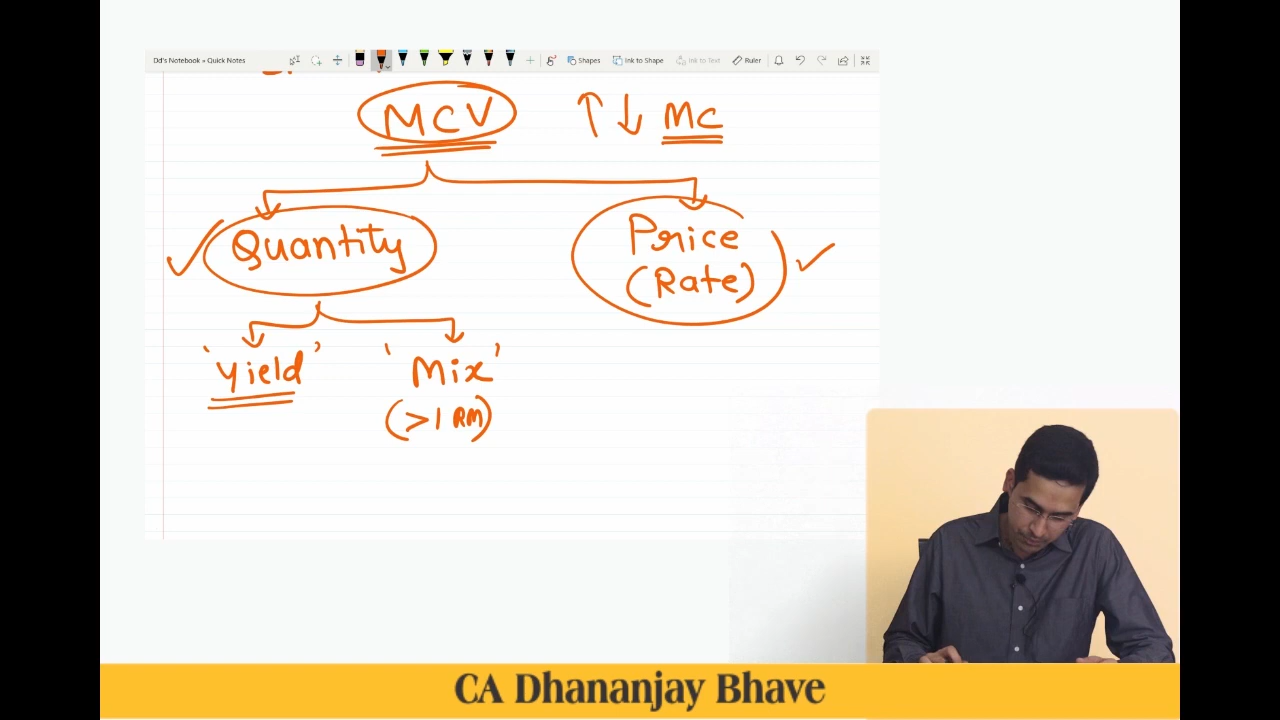 Dd's Notebook » Quick Notes
Shapes
Ink to Shape
Ink to Text
Ruler
MCV ↑ ↓ MC
Quantity
Price
(Rate)
'Yield' 'Mix'
(>1 RM)
CA Dhananjay Bhave